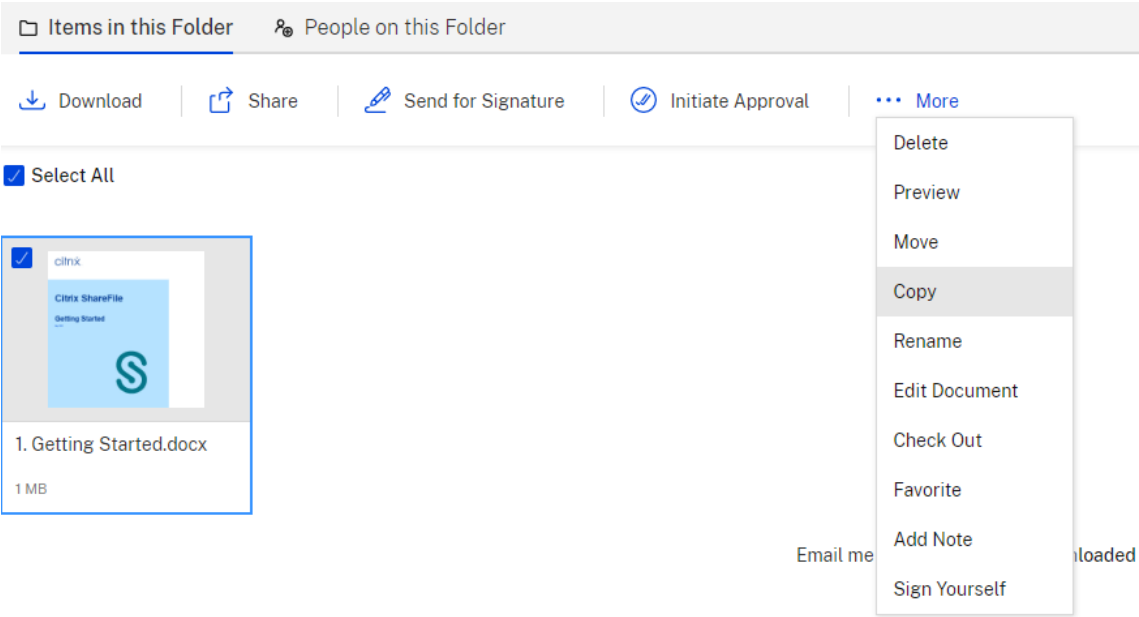 Items in this Folder People on this Folder
Download Share Send for Signature Initiate Approval More
Delete
Select All
Preview
Move
citrix
Citrix ShareFile
Copy
Getting Started
Rename
Edit Document
1. Getting Started.docx
Check Out
1 MB
Favorite
Add Note
Email me
Sign Yourself